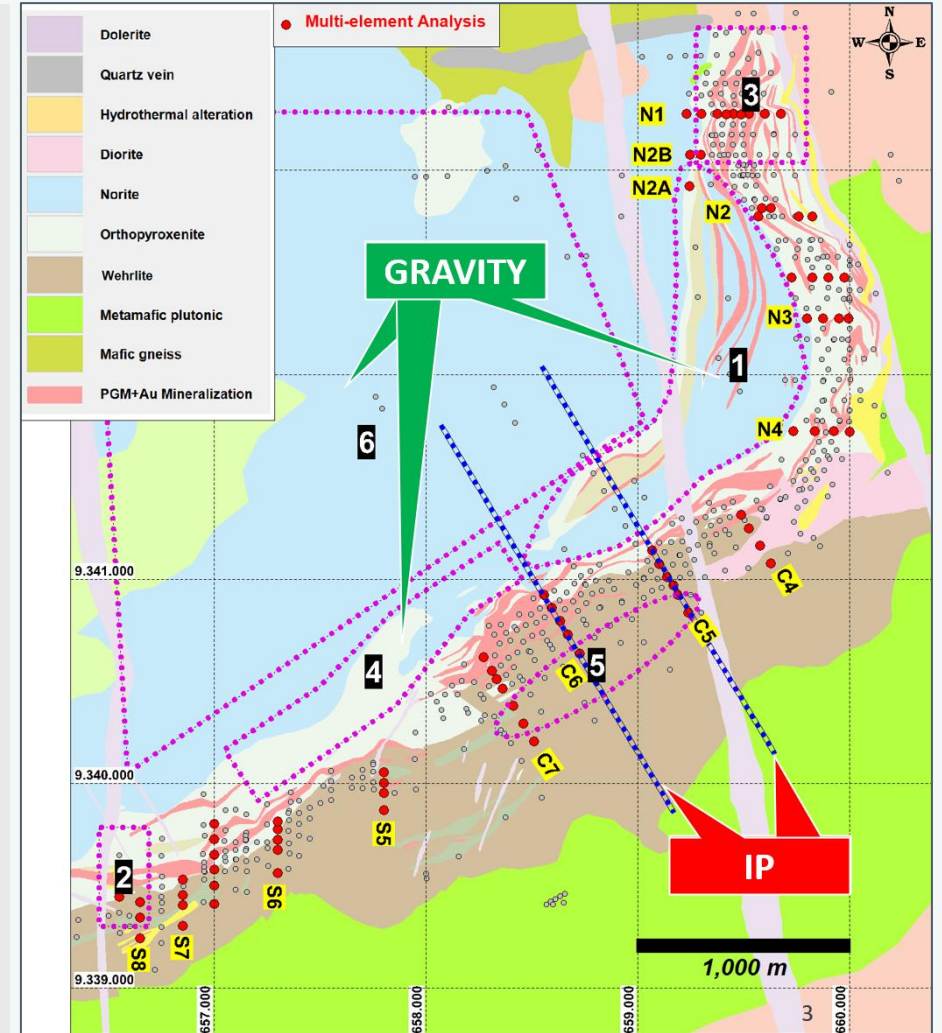 Dolerite
Quartz vein
Hydrothermal alteration
Diorite
Norite
Orthopyroxenite
Wehrlite
Metamafic plutonic
Mafic gneiss
PGM+Au Mineralization
Multi-element Analysis
N
W E
S
3
N1
N2B
N2A
N2
GRAVITY
N3
1
N4
6
9.341.000
C4
C5
4
5
C6
C7
9.340.000
S5
IP
2
S6
S7
S8
1,000 m
9.339.000
657.000
658.000
659.000
660.000
3